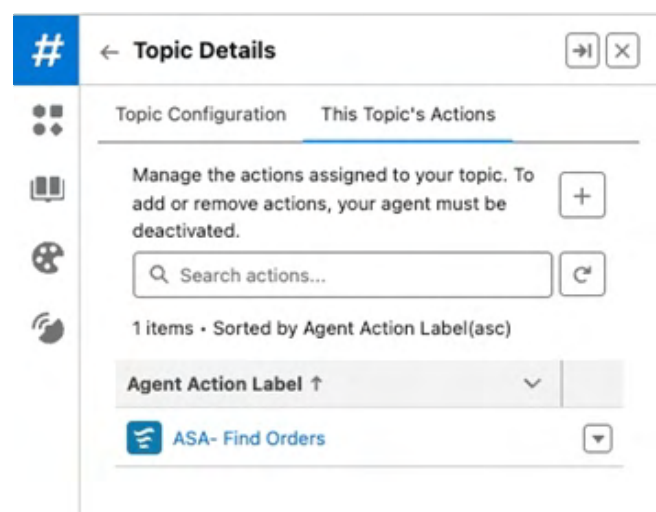 #
← Topic Details
Topic Configuration This Topic's Actions
Manage the actions assigned to your topic. To
add or remove actions, your agent must be
deactivated.
Search actions...
1 items • Sorted by Agent Action Label(asc)
Agent Action Label ↑
ASA- Find Orders